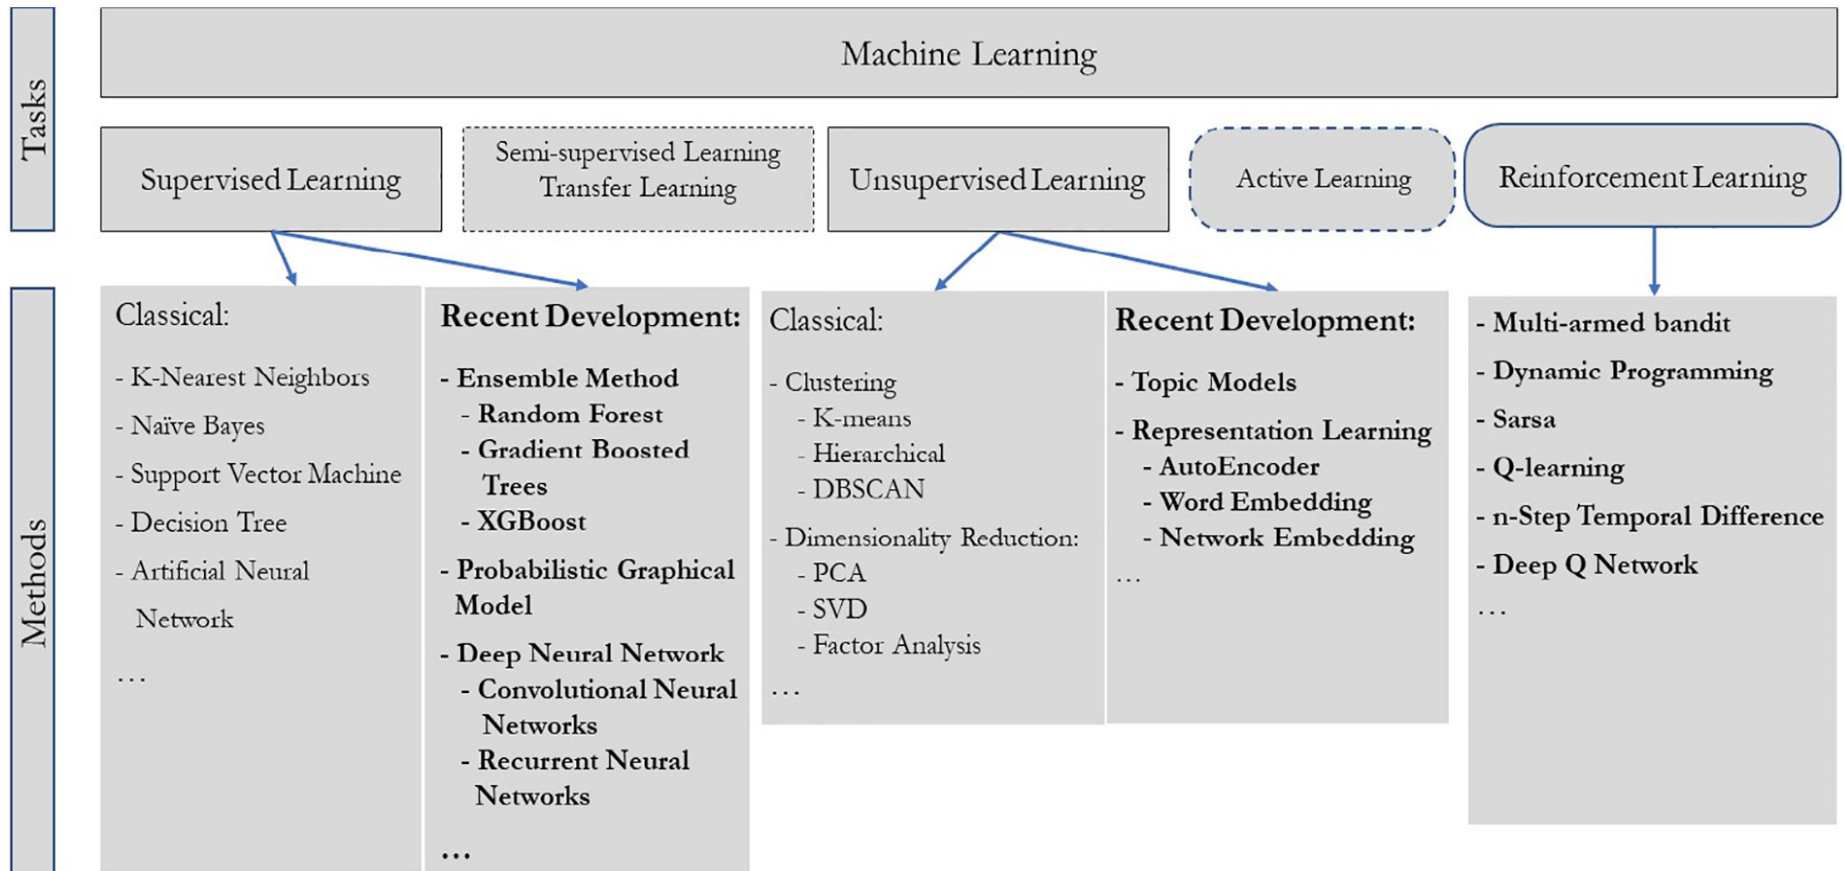 Tasks
Machine Learning
Supervised Learning
Semi-supervised Learning
Transfer Learning
Unsupervised Learning
Active Learning
Reinforcement Learning
Methods
Classical:
- K-Nearest Neighbors
- Naïve Bayes
- Support Vector Machine
- Decision Tree
- Artificial Neural
Network
…
Recent Development:
- Ensemble Method
- Random Forest
- Gradient Boosted
Trees
- XGBoost
- Probabilistic Graphical
Model
- Deep Neural Network
- Convolutional Neural
Networks
- Recurrent Neural
Networks
…
Classical:
- Clustering
- K-means
- Hierarchical
- DBSCAN
- Dimensionality Reduction:
- PCA
- SVD
- Factor Analysis
…
Recent Development:
- Topic Models
- Representation Learning
- AutoEncoder
- Word Embedding
- Network Embedding
…
- Multi-armed bandit
- Dynamic Programming
- Sarsa
- Q-learning
- n-Step Temporal Difference
- Deep Q Network
…